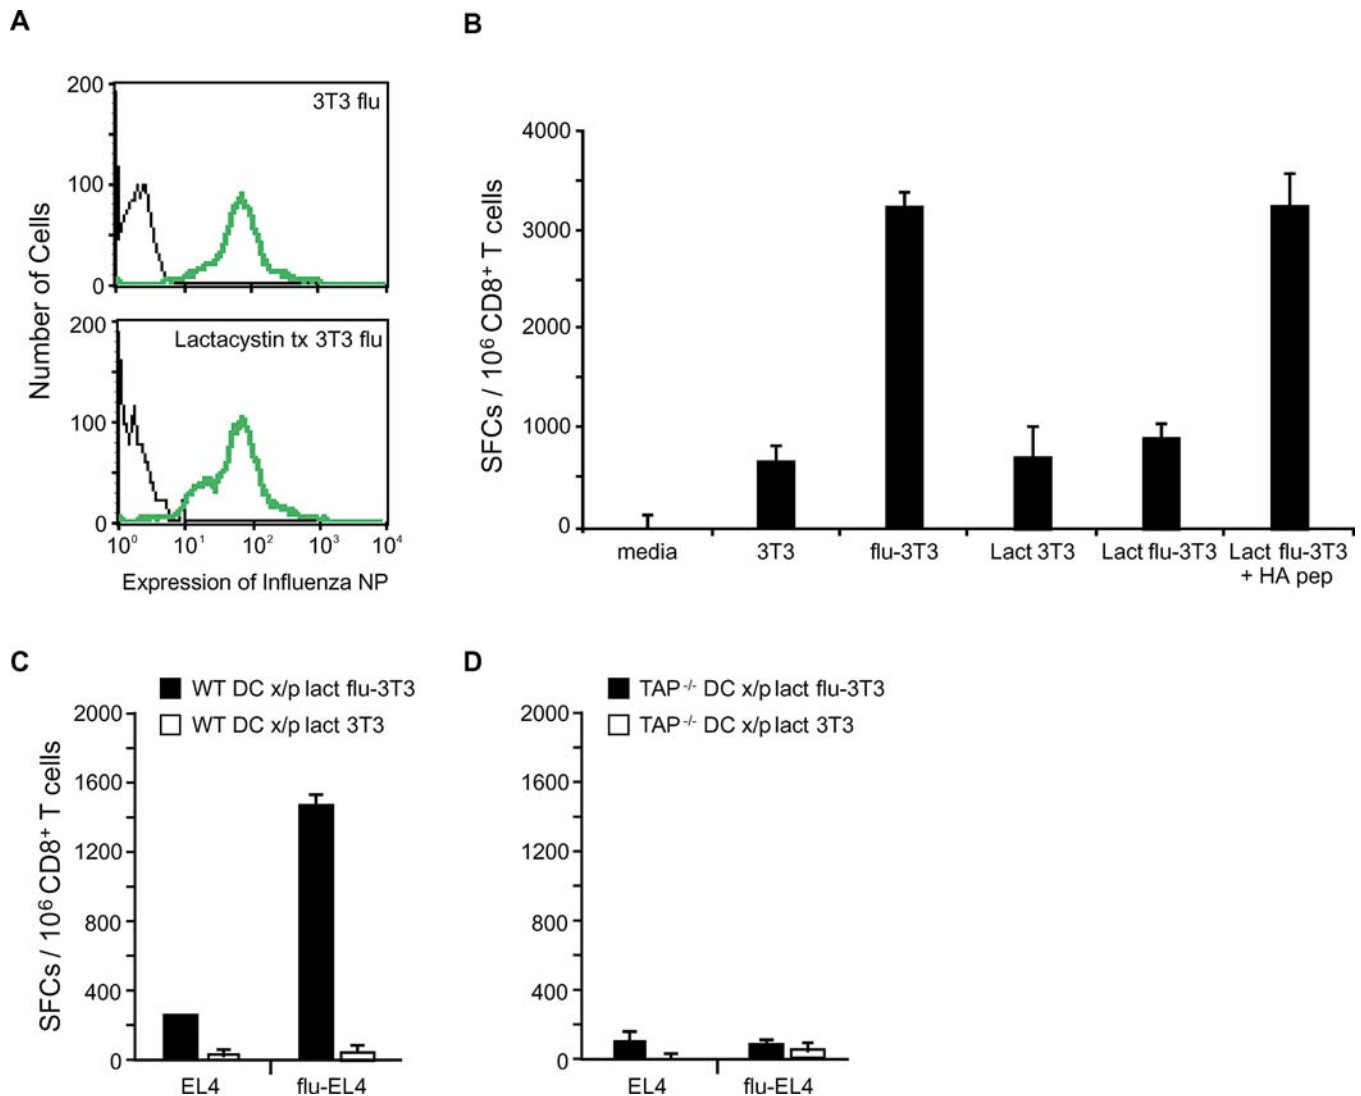 A
B
200
3T3 flu
100
0
Number of Cells
200
Lactacystin tx 3T3 flu
100
0
10⁰ 10¹ 10² 10³ 10⁴
Expression of Influenza NP
4000
3000
2000
1000
0
SFCs / 10⁶ CD8⁺ T cells
media 3T3 flu-3T3 Lact 3T3 Lact flu-3T3 Lact flu-3T3
+ HA pep
C
WT DC x/p lact flu-3T3
WT DC x/p lact 3T3
2000
1600
1200
800
400
0
SFCs / 10⁶ CD8⁺ T cells
EL4 flu-EL4
D
TAP⁻/⁻ DC x/p lact flu-3T3
TAP⁻/⁻ DC x/p lact 3T3
2000
1600
1200
800
400
0
EL4 flu-EL4